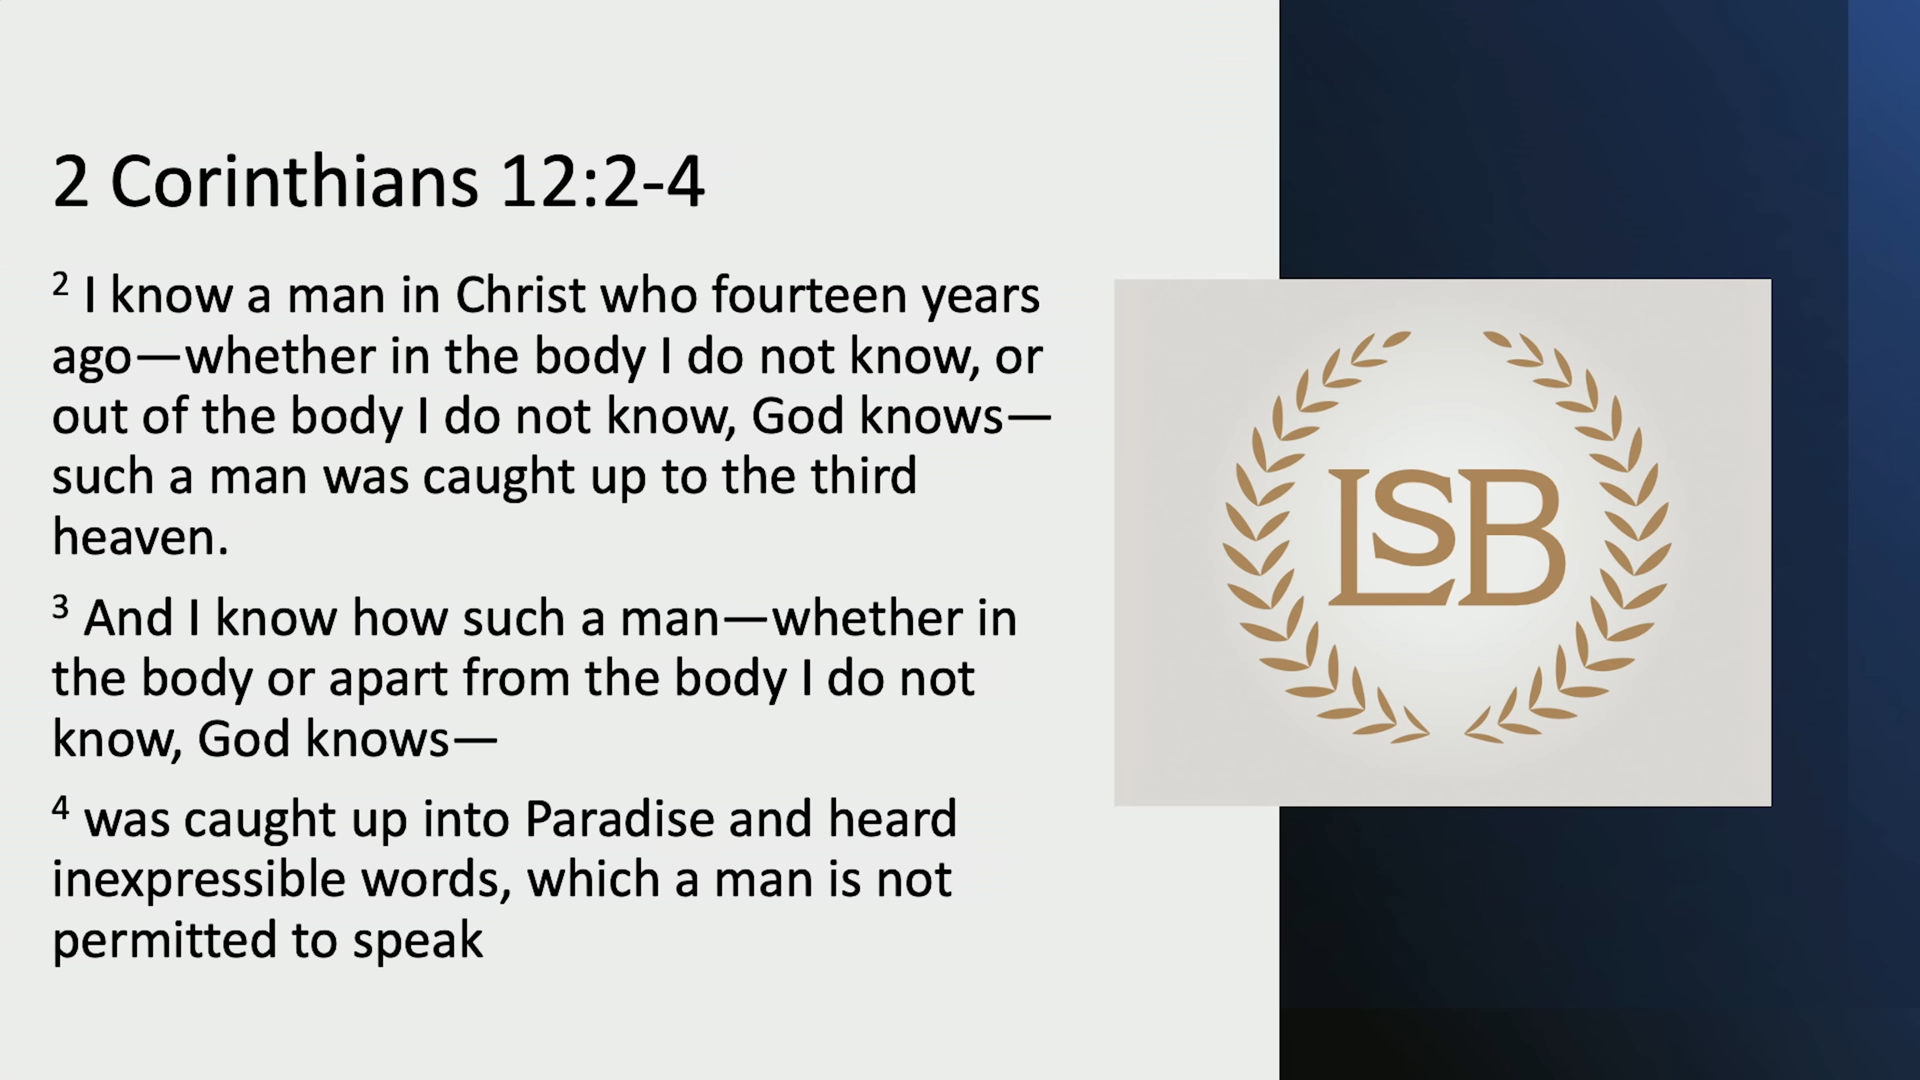 2 Corinthians 12:2-4
2 I know a man in Christ who fourteen years
ago—whether in the body I do not know, or
out of the body I do not know, God knows—
such a man was caught up to the third
heaven.
3 And I know how such a man—whether in
the body or apart from the body I do not
know, God knows—
4 was caught up into Paradise and heard
inexpressible words, which a man is not
permitted to speak
LSB